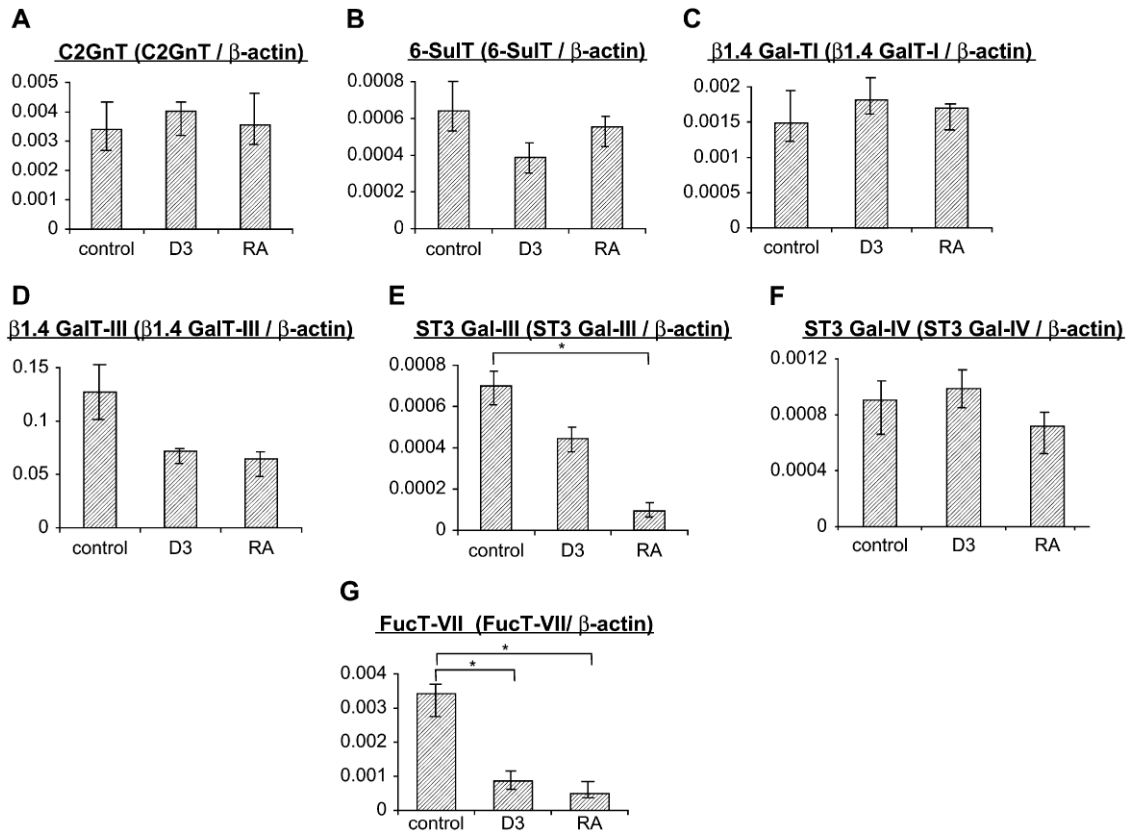 A
C2GnT (C2GnT / β-actin)
0.005
0.004
0.003
0.002
0.001
0
control D3 RA
B
6-SulT (6-SulT / β-actin)
0.0008
0.0006
0.0004
0.0002
0
control D3 RA
C
β1.4 Gal-TI (β1.4 GalT-I / β-actin)
0.002
0.0015
0.001
0.0005
0
control D3 RA
D
β1.4 GalT-III (β1.4 GalT-III / β-actin)
0.15
0.1
0.05
0
control D3 RA
E
ST3 Gal-III (ST3 Gal-III / β-actin)
*
0.0008
0.0006
0.0004
0.0002
0
control D3 RA
F
ST3 Gal-IV (ST3 Gal-IV / β-actin)
0.0012
0.0008
0.0004
0
control D3 RA
G
FucT-VII (FucT-VII/ β-actin)
*
*
0.004
0.003
0.002
0.001
0
control D3 RA